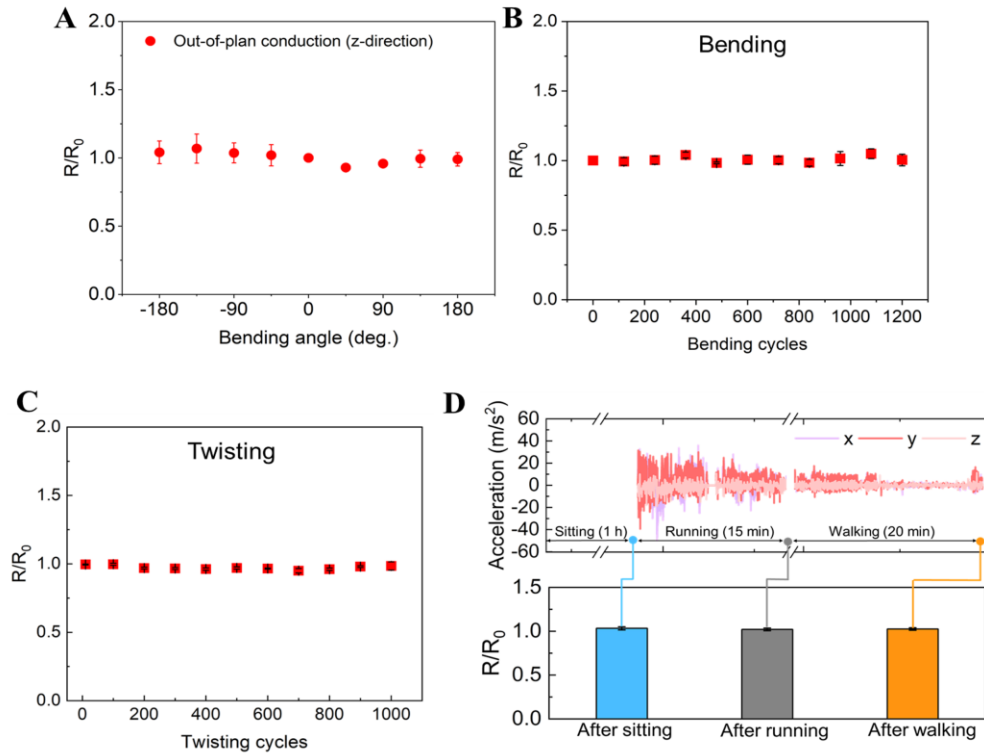 A
2.0
Out-of-plan conduction (z-direction)
1.5
R/R0
1.0
0.5
0.0
-180 -90 0 90 180
Bending angle (deg.)
B
2.0
Bending
1.5
R/R0
1.0
0.5
0.0
0 200 400 600 800 1000 1200
Bending cycles
C
2.0
Twisting
1.5
R/R0
1.0
0.5
0.0
0 200 400 600 800 1000
Twisting cycles
D
Acceleration (m/s²)
60
40
x y z
20
0
-20
Sitting (1 h) Running (15 min) Walking (20 min)
-40
-60
1.5
R/R0
1.0
0.5
0.0
After sitting After running After walking